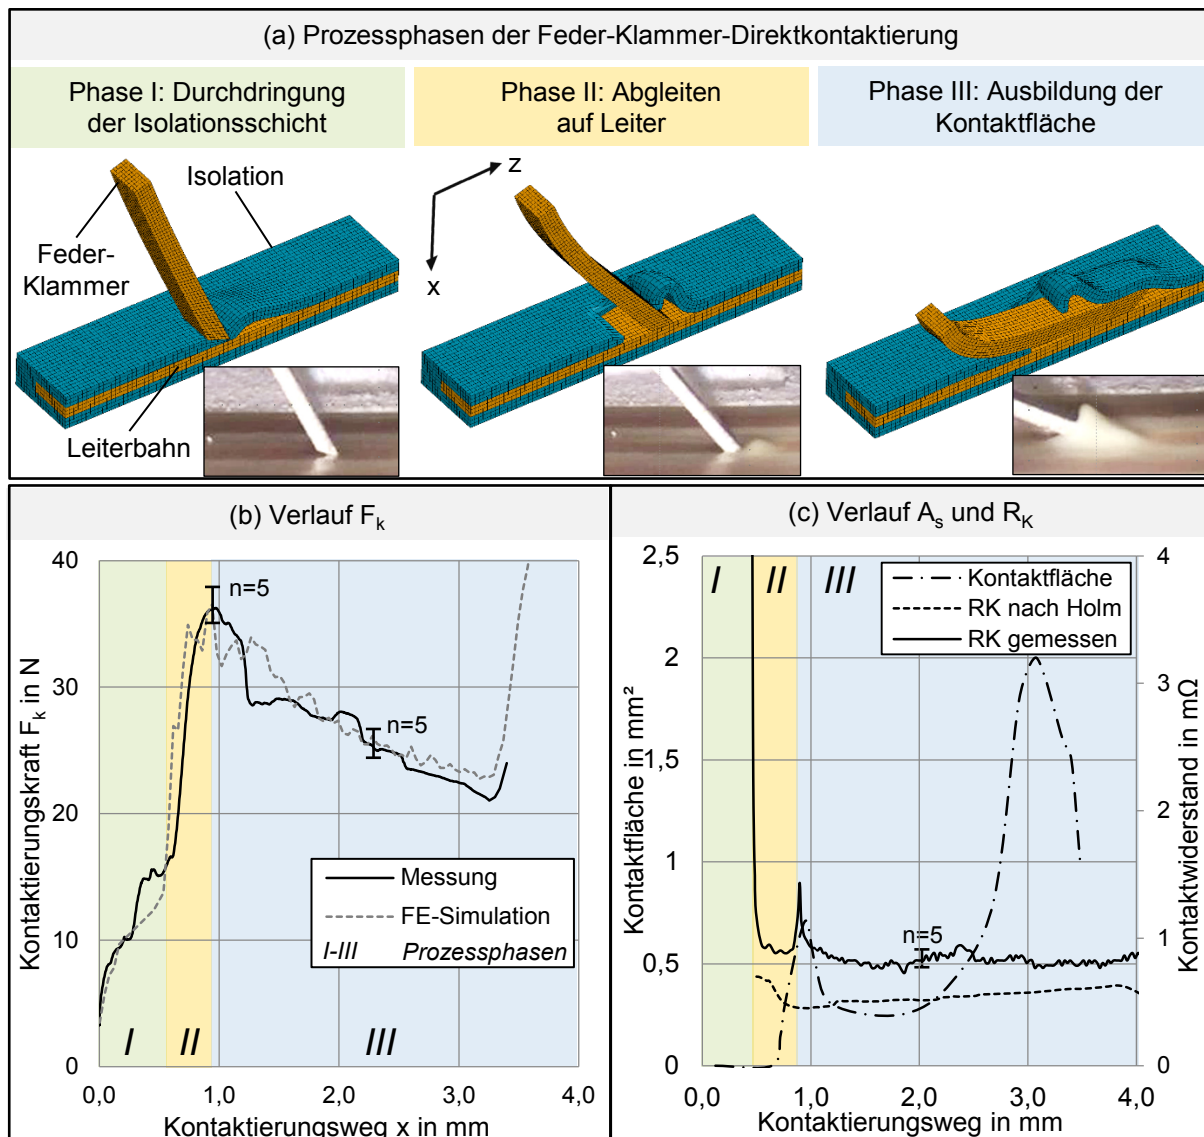 (a) Prozessphasen der Feder-Klammer-Direktkontaktierung
Phase I: Durchdringung
der Isolationsschicht
Phase II: Abgleiten
auf Leiter
Phase III: Ausbildung der
Kontaktfläche
Isolation
Feder-
Klammer
Leiterbahn
z
x
(b) Verlauf Fₖ
Kontaktierungskraft Fₖ in N
40
30
20
10
0
n=5
n=5
Messung
FE-Simulation
I-III Prozessphasen
I II III
0,0 1,0 2,0 3,0 4,0
Kontaktierungsweg x in mm
(c) Verlauf Aₛ und R_K
Kontaktfläche in mm²
2,5
2
1,5
1
0,5
0
I II III
Kontaktfläche
RK nach Holm
RK gemessen
n=5
4
3
2
1
0
Kontaktwiderstand in mΩ
0,0 1,0 2,0 3,0 4,0
Kontaktierungsweg in mm